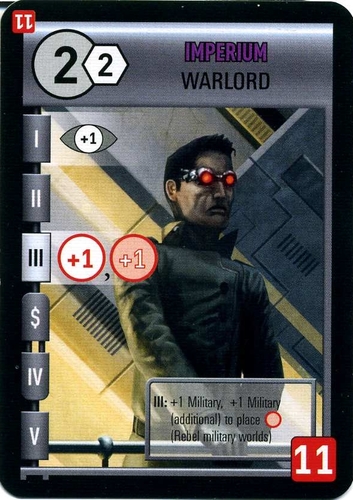 11
2 2
IMPERIUM
WARLORD
I +1
II
III +1 , +1
$
IV
V
III: +1 Military, +1 Military
(additional) to place
(Rebel military worlds)
11